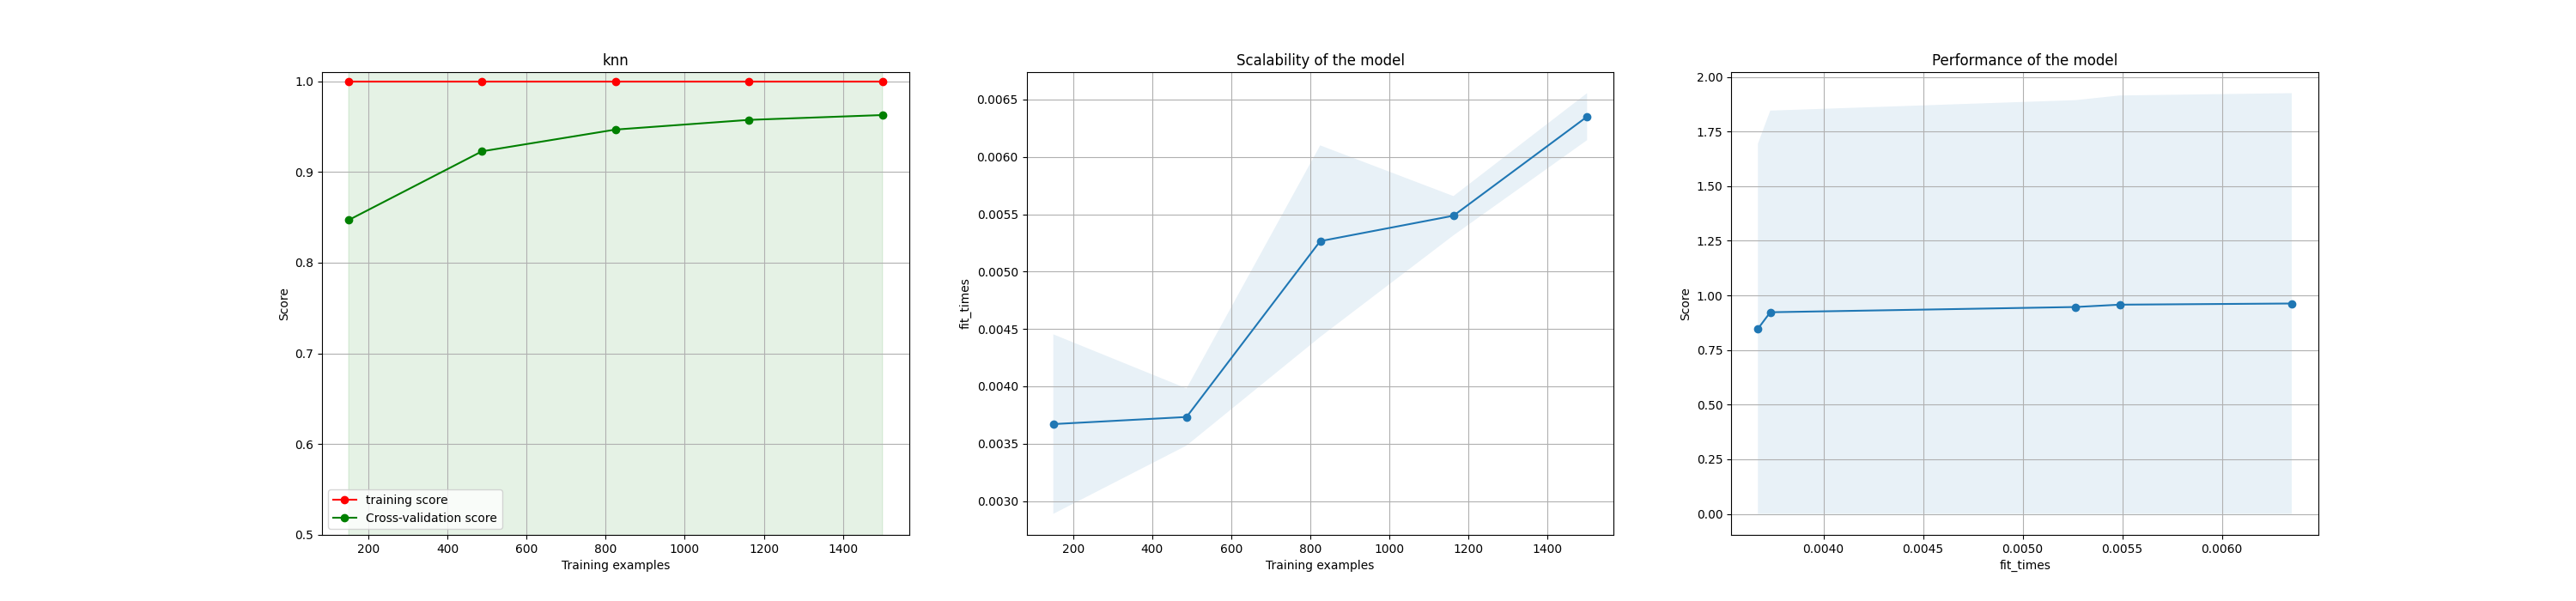 knn
1.0
0.9
0.8
0.7
0.6
0.5
Score
training score
Cross-validation score
200 400 600 800 1000 1200 1400
Training examples
Scalability of the model
0.0065
0.0060
0.0055
0.0050
0.0045
0.0040
0.0035
0.0030
fit_times
200 400 600 800 1000 1200 1400
Training examples
Performance of the model
2.00
1.75
1.50
1.25
1.00
0.75
0.50
0.25
0.00
Score
0.0040 0.0045 0.0050 0.0055 0.0060
fit_times